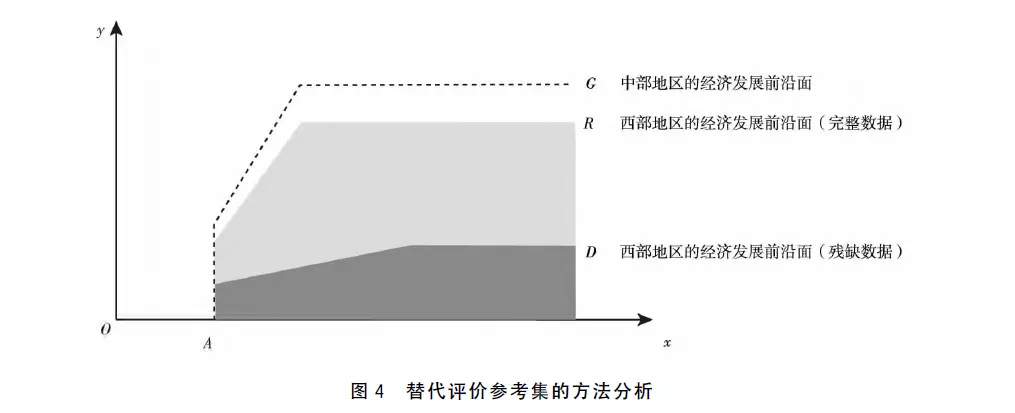 y
G 中部地区的经济发展前沿面
R 西部地区的经济发展前沿面（完整数据）
D 西部地区的经济发展前沿面（残缺数据）
O
A
x
图 4 替代评价参考集的方法分析